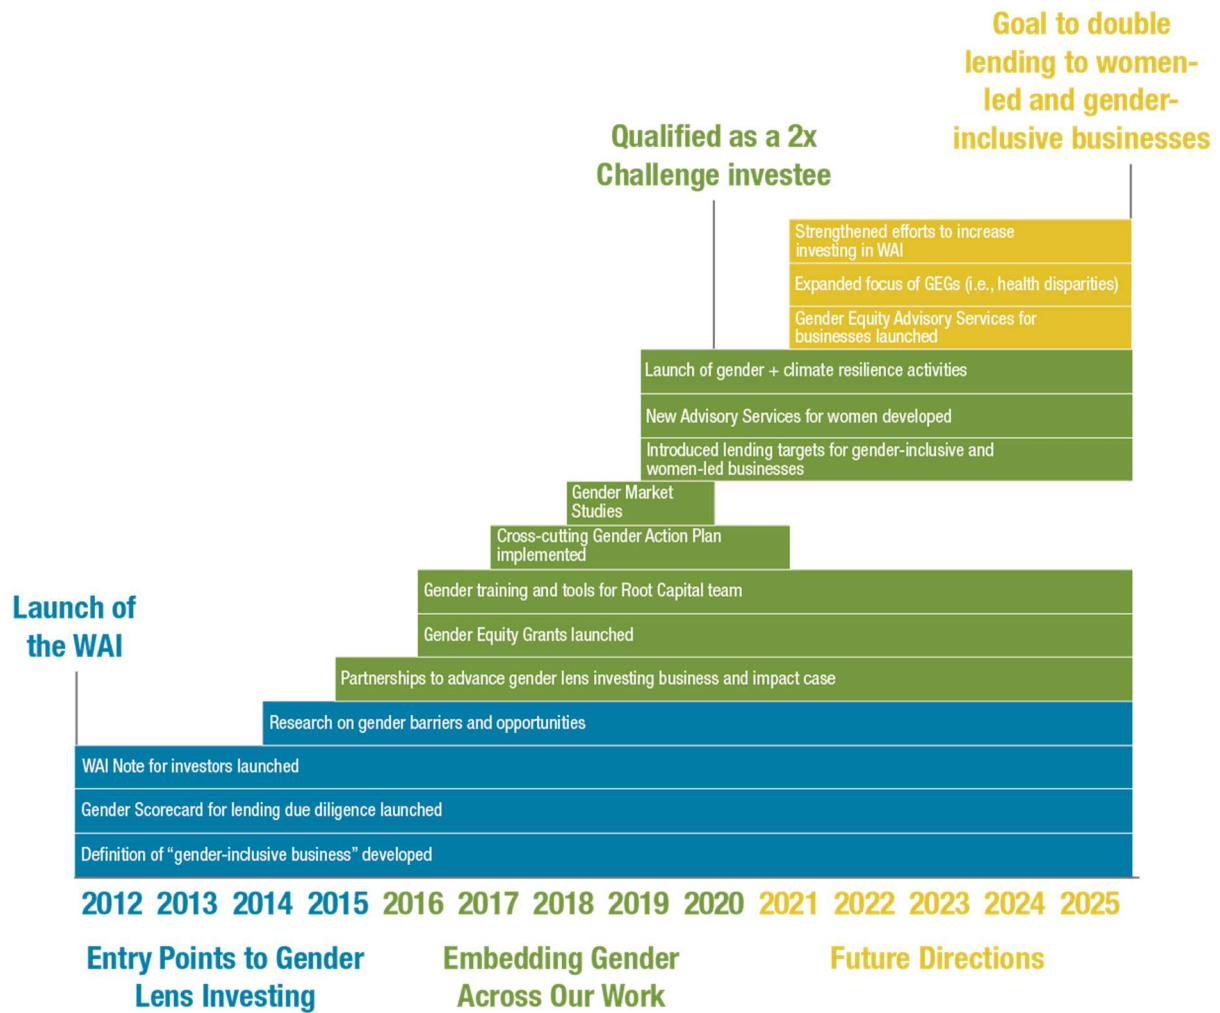 Goal to double
lending to women-
led and gender-
inclusive businesses
Qualified as a 2x
Challenge investee
Strengthened efforts to increase
investing in WAI
Expanded focus of GEGs (i.e., health disparities)
Gender Equity Advisory Services for
businesses launched
Launch of gender + climate resilience activities
New Advisory Services for women developed
Introduced lending targets for gender-inclusive and
women-led businesses
Gender Market
Studies
Cross-cutting Gender Action Plan
implemented
Gender training and tools for Root Capital team
Launch of
the WAI
Gender Equity Grants launched
Partnerships to advance gender lens investing business and impact case
Research on gender barriers and opportunities
WAI Note for investors launched
Gender Scorecard for lending due diligence launched
Definition of “gender-inclusive business” developed
2012 2013 2014 2015 2016 2017 2018 2019 2020 2021 2022 2023 2024 2025
Entry Points to Gender
Lens Investing
Embedding Gender
Across Our Work
Future Directions